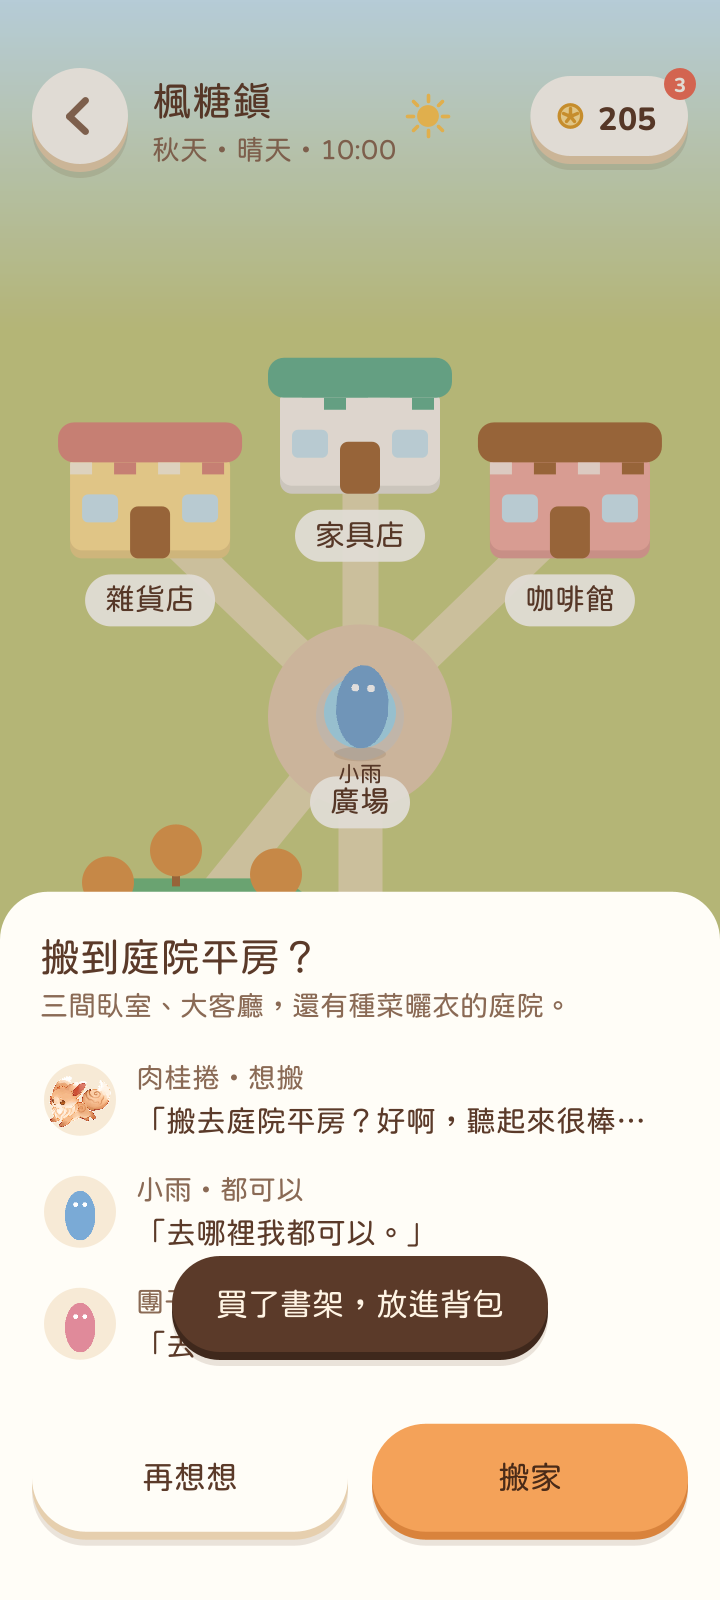 楓糖鎮
秋天・晴天・10:00
205
3
家具店
雜貨店
咖啡館
小雨
廣場
搬到庭院平房？
三間臥室、大客廳，還有種菜曬衣的庭院。
肉桂捲・想搬
「搬去庭院平房？好啊，聽起來很棒…
小雨・都可以
「去哪裡我都可以。」
團
「去
買了書架，放進背包
再想想
搬家